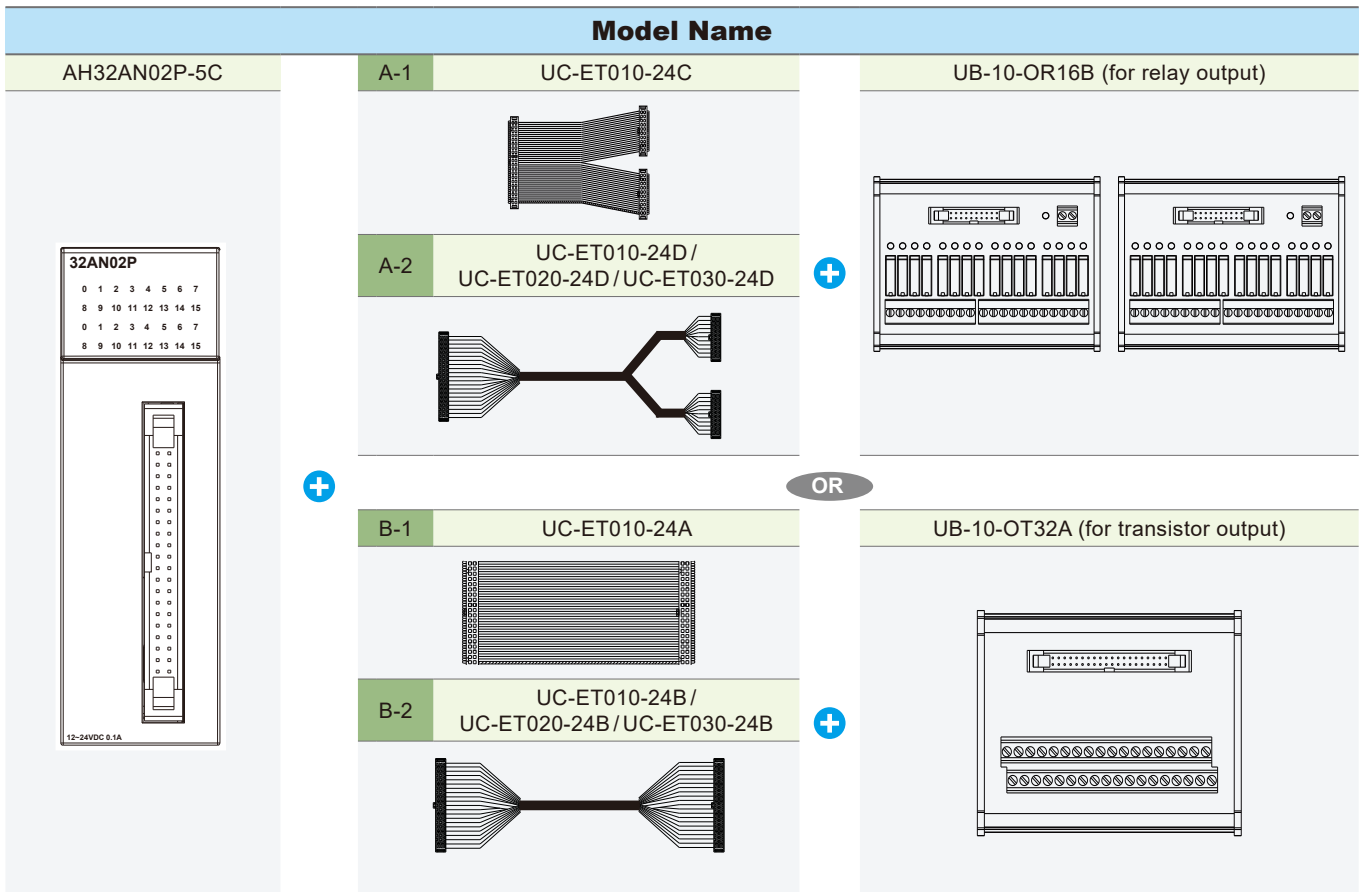 Model Name
AH32AN02P-5C
32AN02P
0 1 2 3 4 5 6 7
8 9 10 11 12 13 14 15
0 1 2 3 4 5 6 7
8 9 10 11 12 13 14 15
12~24VDC 0.1A
A-1 UC-ET010-24C
A-2 UC-ET010-24D/
UC-ET020-24D/UC-ET030-24D
UB-10-OR16B (for relay output)
OR
B-1 UC-ET010-24A
B-2 UC-ET010-24B/
UC-ET020-24B/UC-ET030-24B
UB-10-OT32A (for transistor output)